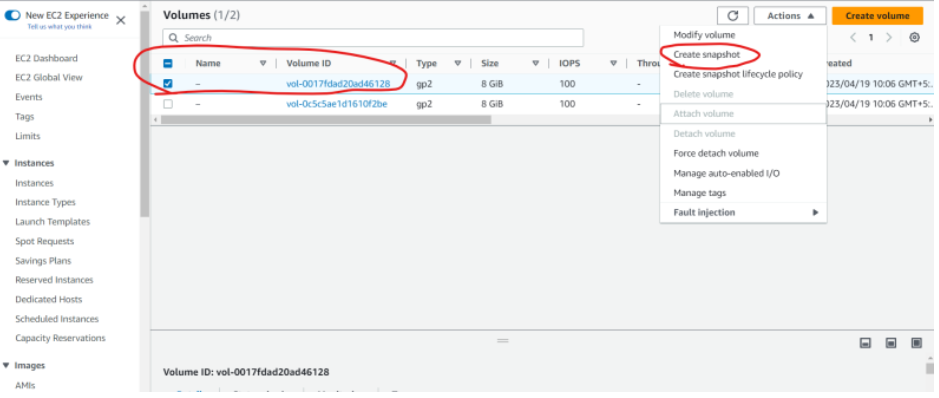 New EC2 Experience
Tell us what you think
EC2 Dashboard
EC2 Global View
Events
Tags
Limits
Instances
Instances
Instance Types
Launch Templates
Spot Requests
Savings Plans
Reserved Instances
Dedicated Hosts
Scheduled Instances
Capacity Reservations
Images
AMIs
Volumes (1/2)
Actions
Create volume
Search
1
Name Volume ID Type Size IOPS Throu eated
– vol-0017fdad20ad46128 gp2 8 GiB 100 - 023/04/19 10:06 GMT+5:..
– vol-0c5c5ae1d1610f2be gp2 8 GiB 100 - 023/04/19 10:06 GMT+5:..
Modify volume
Create snapshot
Create snapshot lifecycle policy
Delete volume
Attach volume
Detach volume
Force detach volume
Manage auto-enabled I/O
Manage tags
Fault injection
Volume ID: vol-0017fdad20ad46128